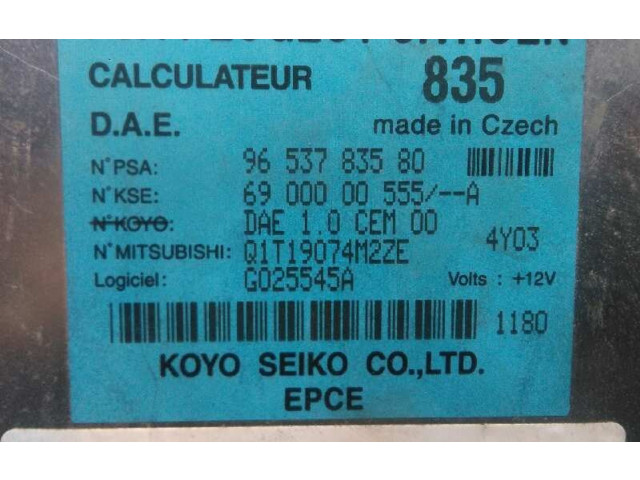 CALCULATEUR 835
D.A.E. made in Czech
N°PSA: 96 537 835 80
N°KSE: 69 000 00 555/--A
N°KOYO: DAE 1.0 CEM 00
N°MITSUBISHI: Q1T19074M2ZE 4Y03
Logiciel: G025545A Volts : +12V
1180
KOYO SEIKO CO.,LTD.
EPCE